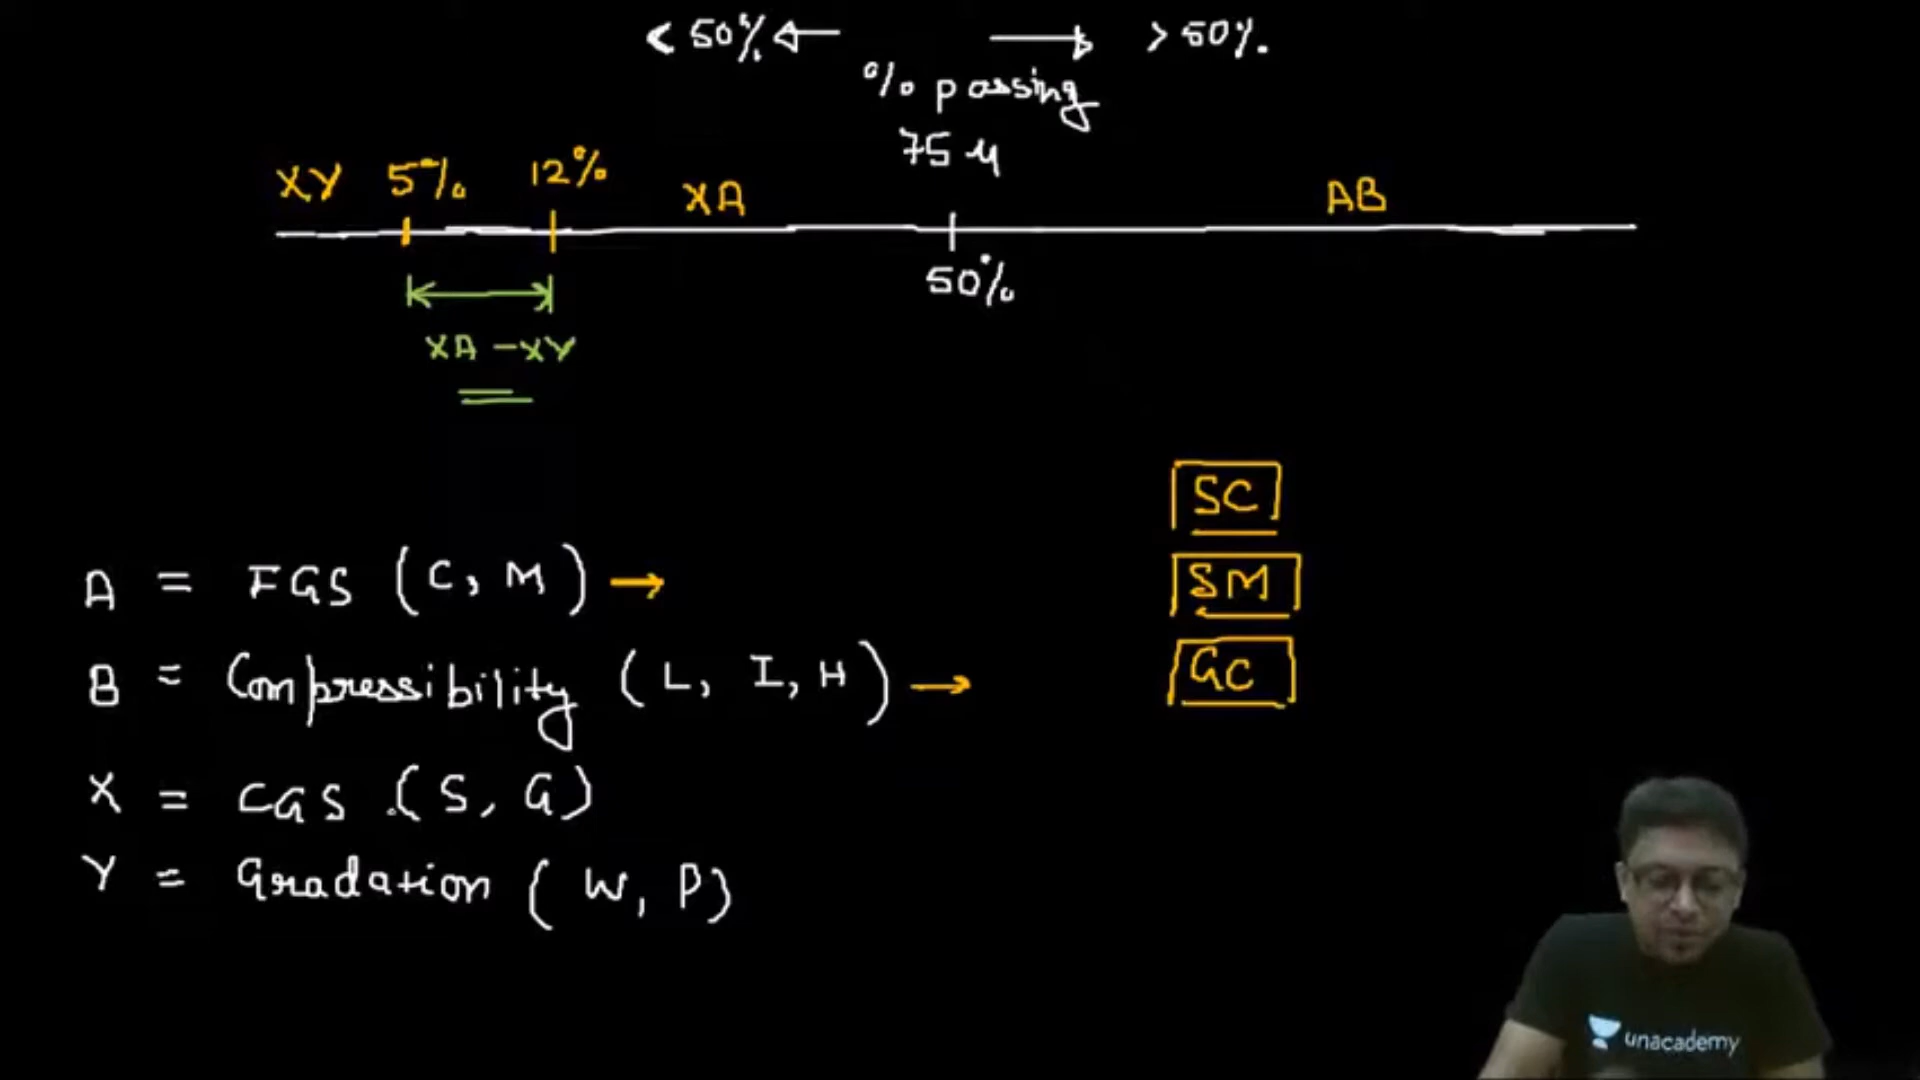 < 50% ← → > 50%.
% passing
75 μ
XY 5% 12% XA AB
50%
XA - XY
SC
SM
GC
A = FGS (C, M) →
B = Compressibility (L, I, H) →
X = CGS (S, G)
Y = Gradation (W, P)
unacademy